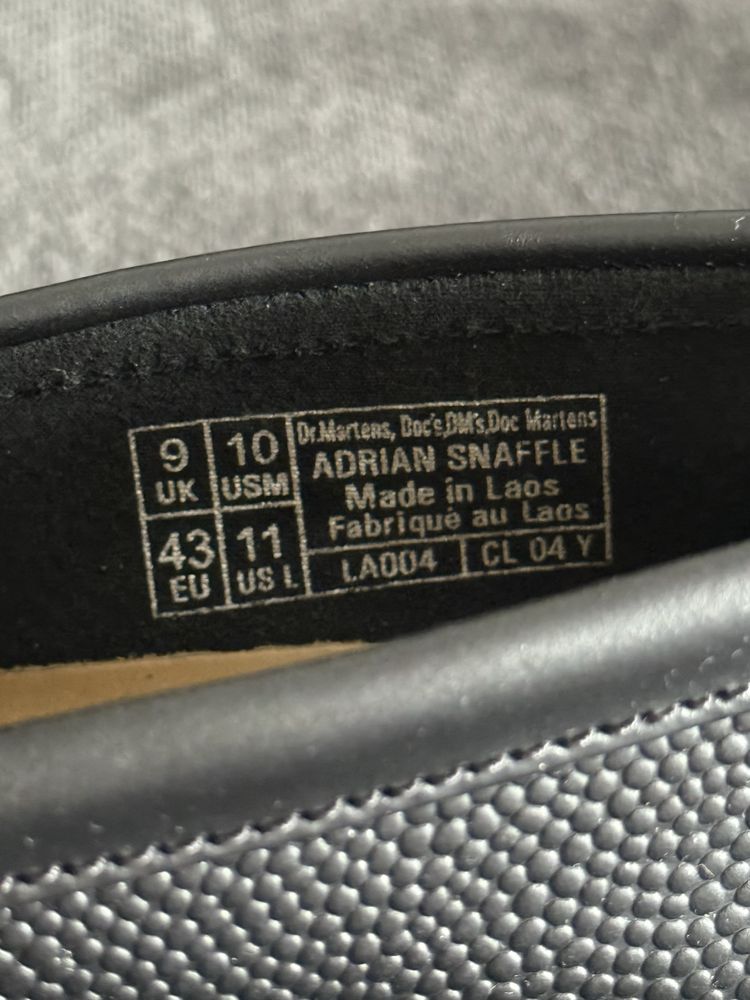 9
UK
10
USM
43
EU
11
US L
Dr.Martens, Doc's,DM's,Doc Martens
ADRIAN SNAFFLE
Made in Laos
Fabriqué au Laos
LA004
CL 04 Y